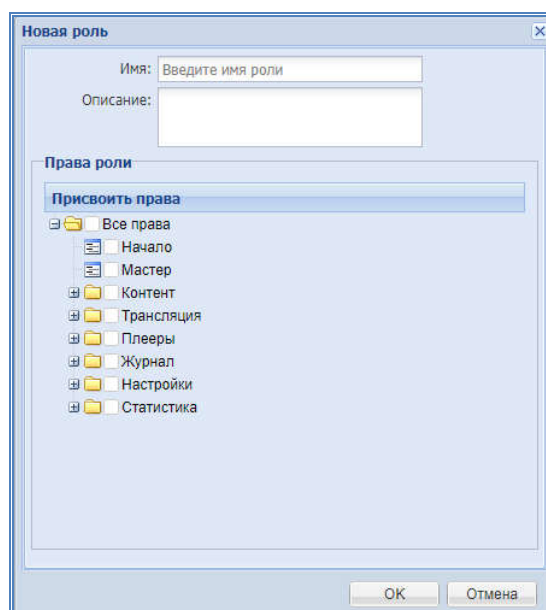 Новая роль
Имя: Введите имя роли
Описание:
Права роли
Присвоить права
Все права
Начало
Мастер
Контент
Трансляция
Плееры
Журнал
Настройки
Статистика
OK Отмена